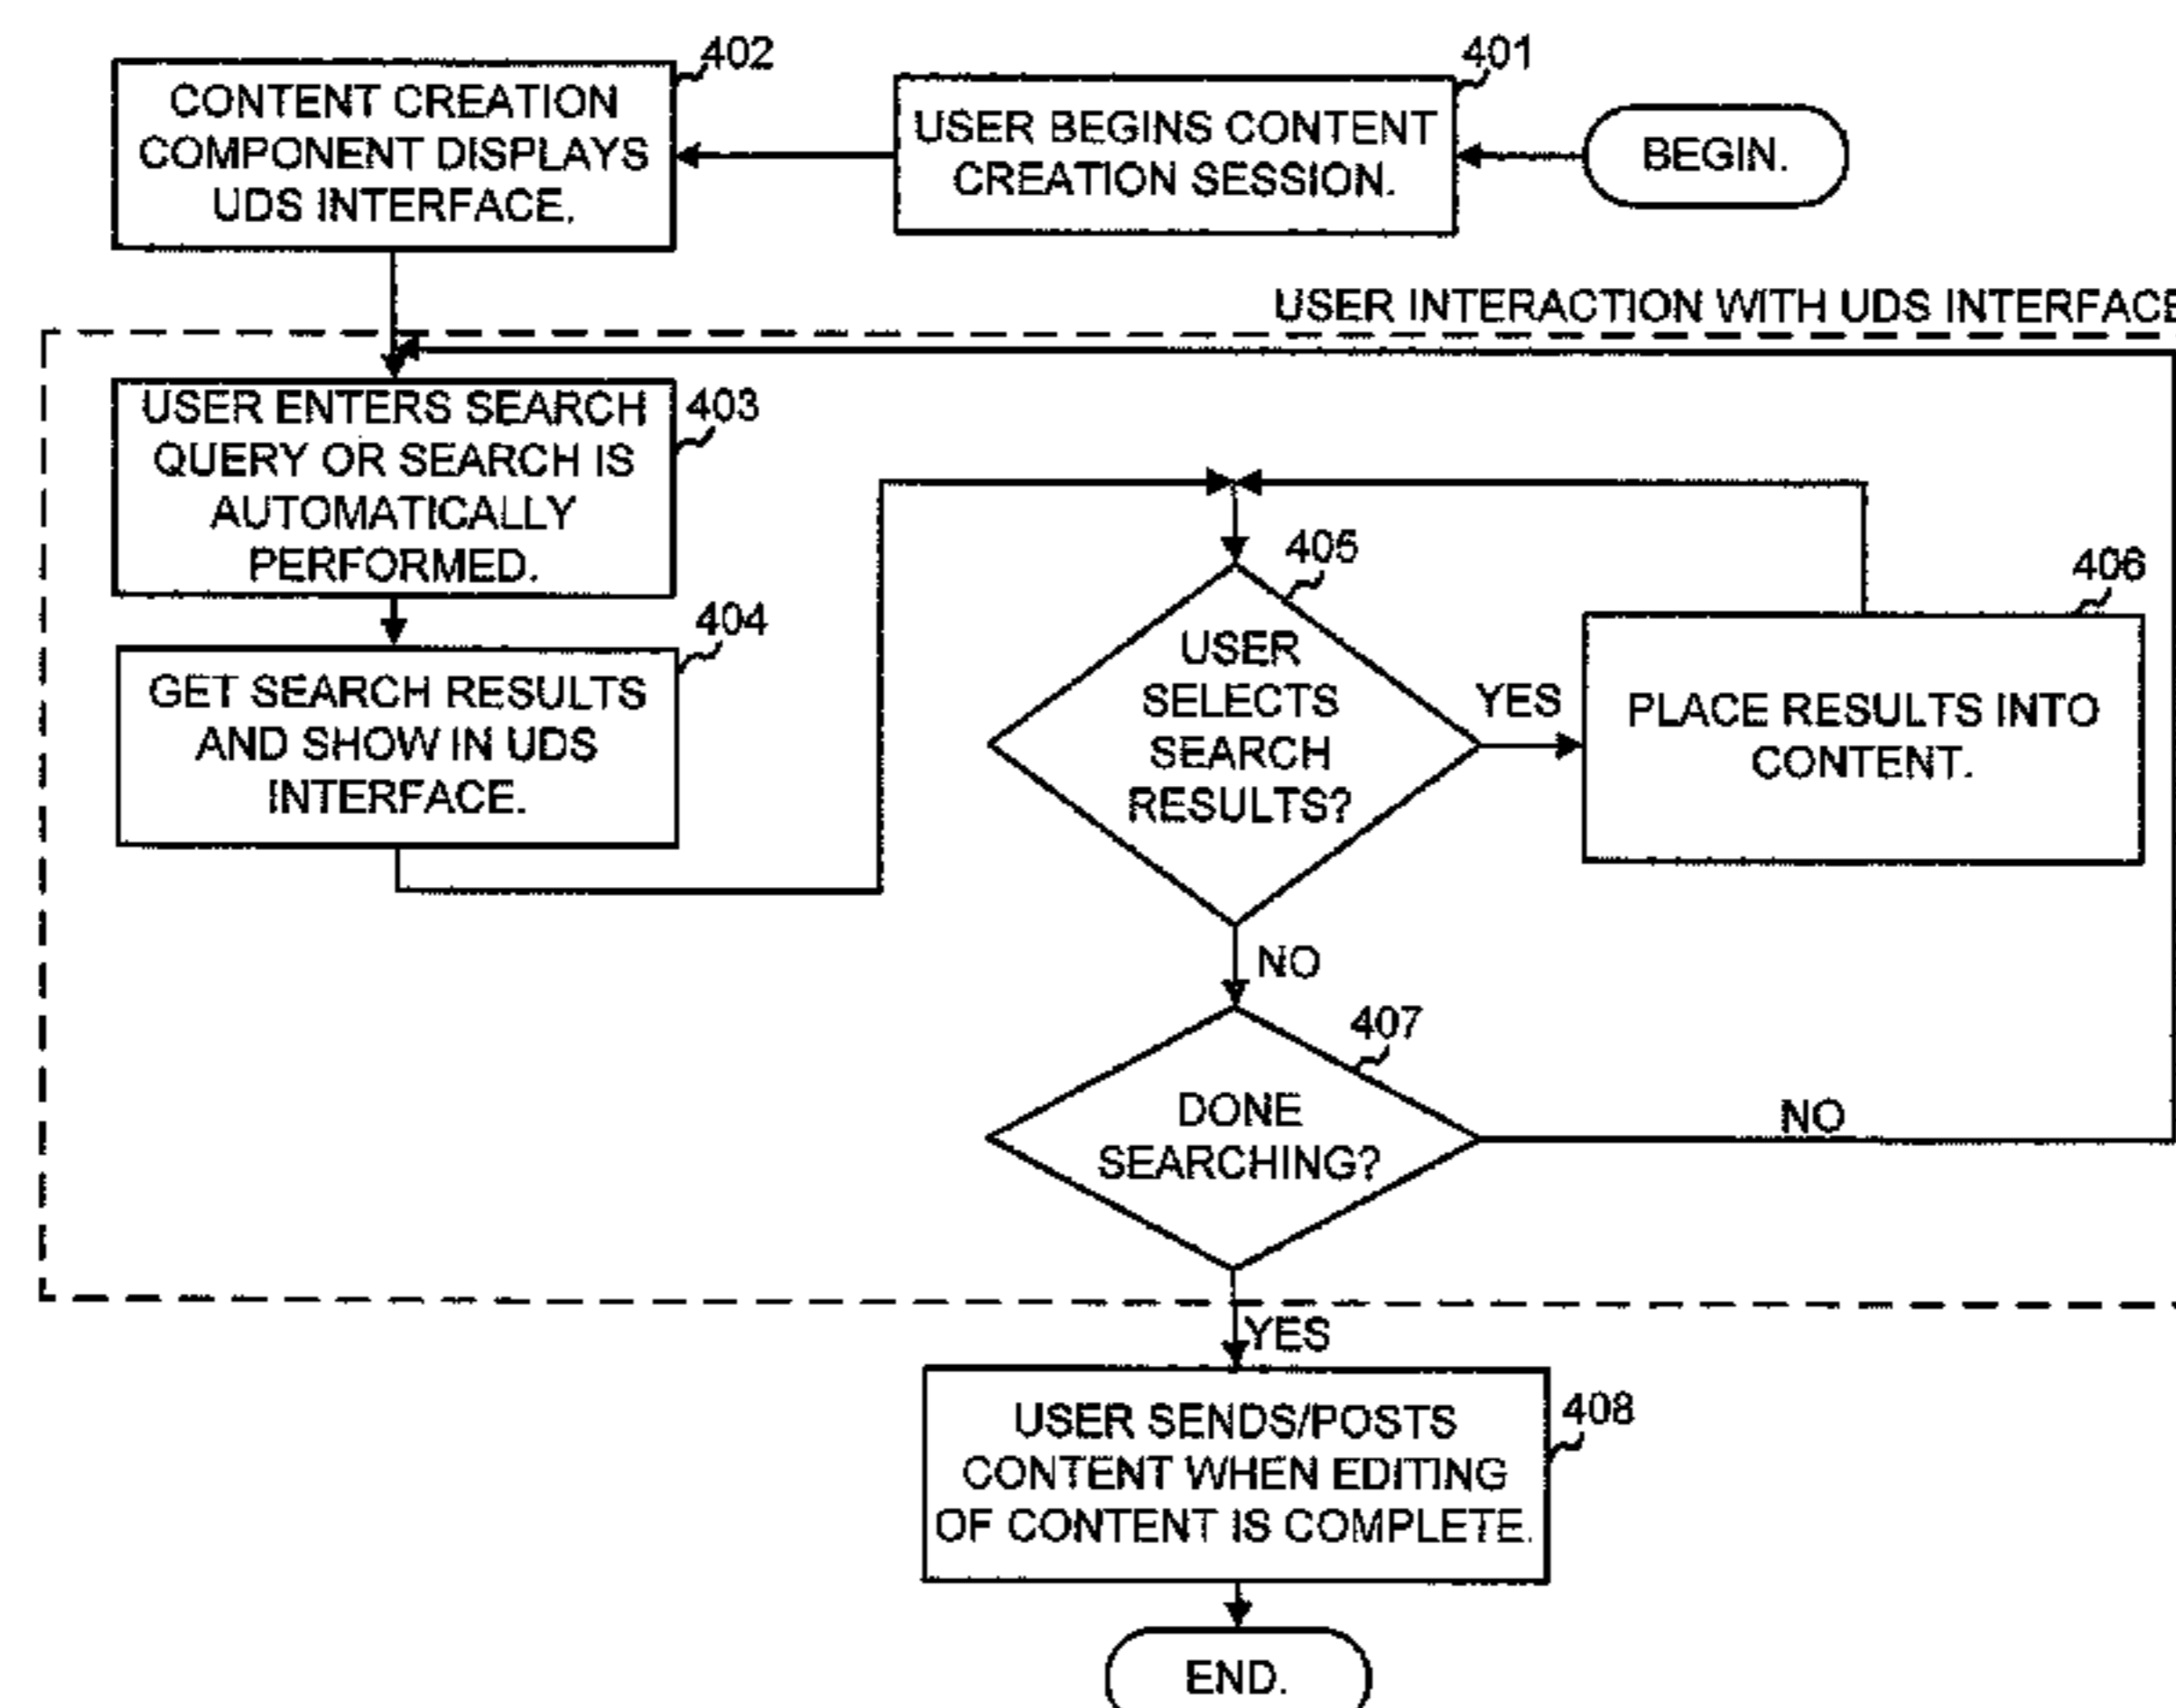 BEGIN.
401
USER BEGINS CONTENT
CREATION SESSION.
402
CONTENT CREATION
COMPONENT DISPLAYS
UDS INTERFACE.
USER INTERACTION WITH UDS INTERFACE
403
USER ENTERS SEARCH
QUERY OR SEARCH IS
AUTOMATICALLY
PERFORMED.
404
GET SEARCH RESULTS
AND SHOW IN UDS
INTERFACE.
405
USER
SELECTS
SEARCH
RESULTS?
YES
406
PLACE RESULTS INTO
CONTENT.
NO
407
DONE
SEARCHING?
NO
YES
408
USER SENDS/POSTS
CONTENT WHEN EDITING
OF CONTENT IS COMPLETE.
END.